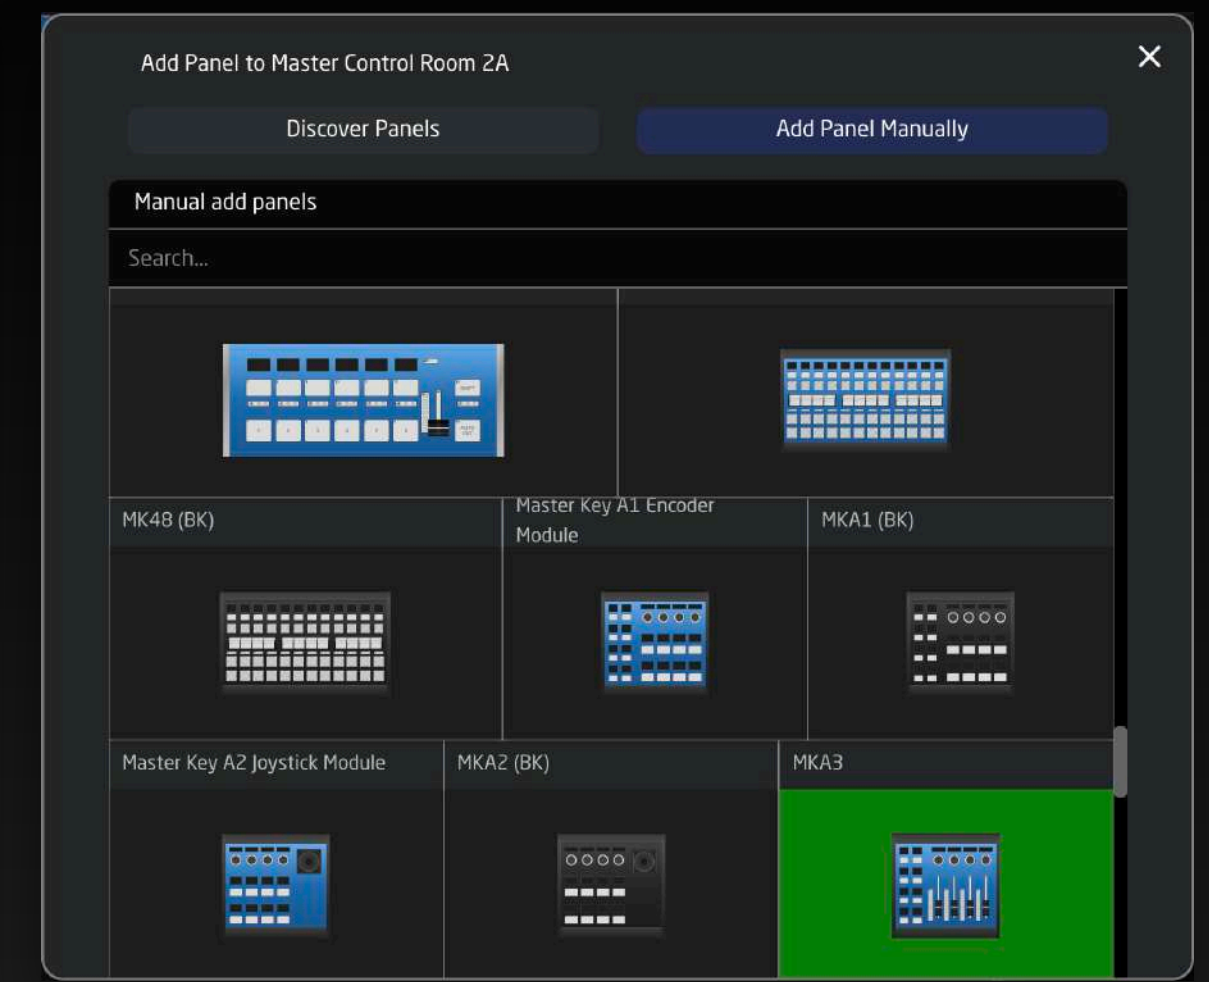 Add Panel to Master Control Room 2A
Discover Panels
Add Panel Manually
Manual add panels
Search...
MK48 (BK)
Master Key A1 Encoder
Module
MKA1 (BK)
Master Key A2 Joystick Module
MKA2 (BK)
MKA3